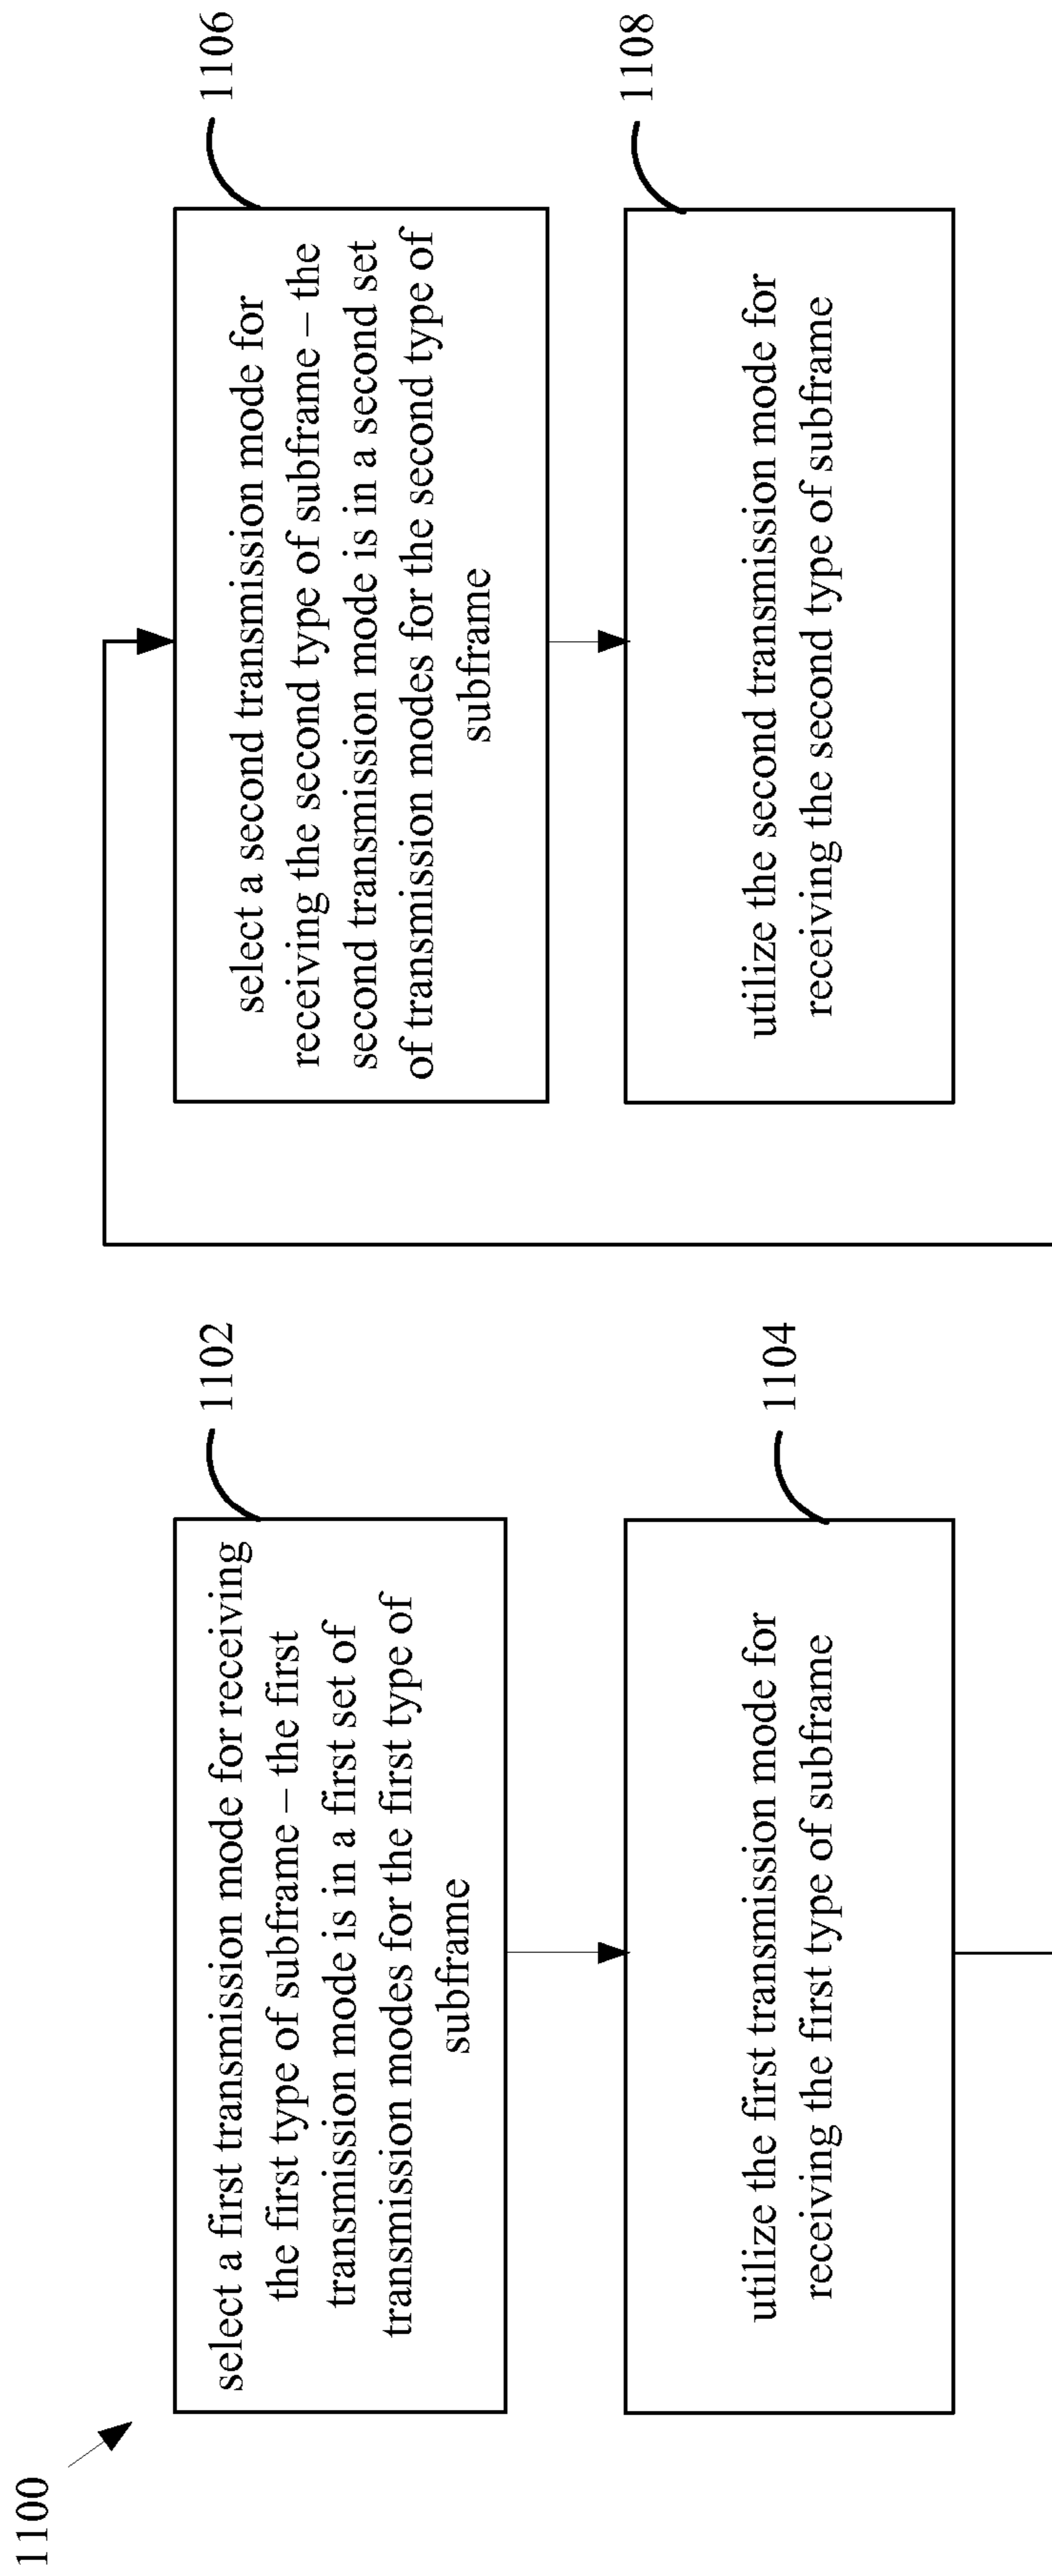 1100
1102
select a first transmission mode for receiving
the first type of subframe – the first
transmission mode is in a first set of
transmission modes for the first type of
subframe
1104
utilize the first transmission mode for
receiving the first type of subframe
1106
select a second transmission mode for
receiving the second type of subframe – the
second transmission mode is in a second set
of transmission modes for the second type of
subframe
1108
utilize the second transmission mode for
receiving the second type of subframe